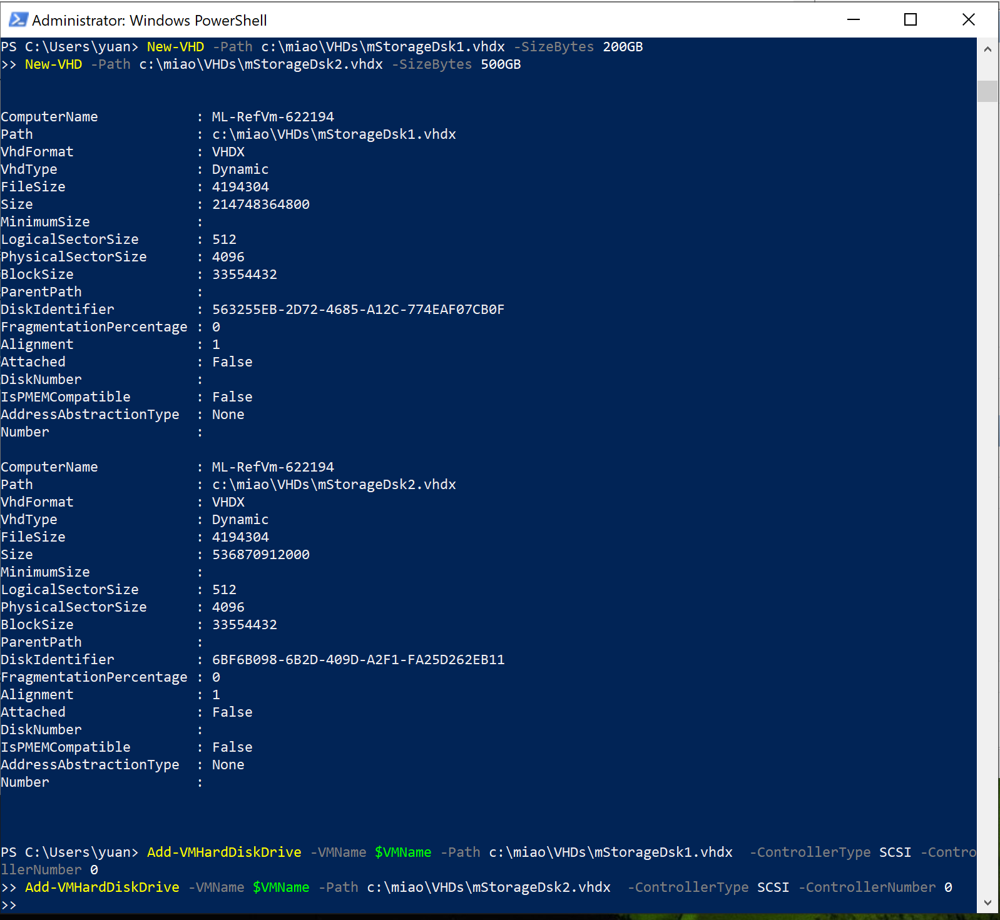 Administrator: Windows PowerShell
PS C:\Users\yuan> New-VHD -Path c:\miao\VHDs\mStorageDsk1.vhdx -SizeBytes 200GB
>> New-VHD -Path c:\miao\VHDs\mStorageDsk2.vhdx -SizeBytes 500GB
ComputerName            : ML-RefVm-622194
Path                    : c:\miao\VHDs\mStorageDsk1.vhdx
VhdFormat               : VHDX
VhdType                 : Dynamic
FileSize                : 4194304
Size                    : 214748364800
MinimumSize             :
LogicalSectorSize       : 512
PhysicalSectorSize      : 4096
BlockSize               : 33554432
ParentPath              :
DiskIdentifier          : 563255EB-2D72-4685-A12C-774EAF07CB0F
FragmentationPercentage : 0
Alignment               : 1
Attached                : False
DiskNumber              :
IsPMEMCompatible        : False
AddressAbstractionType  : None
Number                  :
ComputerName            : ML-RefVm-622194
Path                    : c:\miao\VHDs\mStorageDsk2.vhdx
VhdFormat               : VHDX
VhdType                 : Dynamic
FileSize                : 4194304
Size                    : 536870912000
MinimumSize             :
LogicalSectorSize       : 512
PhysicalSectorSize      : 4096
BlockSize               : 33554432
ParentPath              :
DiskIdentifier          : 6BF6B098-6B2D-409D-A2F1-FA25D262EB11
FragmentationPercentage : 0
Alignment               : 1
Attached                : False
DiskNumber              :
IsPMEMCompatible        : False
AddressAbstractionType  : None
Number                  :
PS C:\Users\yuan> Add-VMHardDiskDrive -VMName $VMName -Path c:\miao\VHDs\mStorageDsk1.vhdx  -ControllerType SCSI -Contro
llerNumber 0
>> Add-VMHardDiskDrive -VMName $VMName -Path c:\miao\VHDs\mStorageDsk2.vhdx  -ControllerType SCSI -ControllerNumber 0
>>